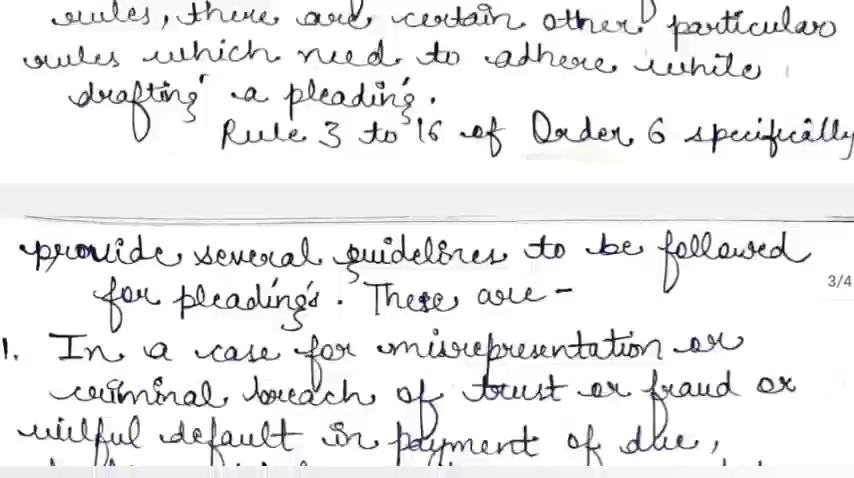 rules, there are certain other particular
rules which need to adhere while
drafting a pleading.
Rule 3 to 16 of Order 6 specifically
provide several guidelines to be followed
3/4
for pleadings. These are -
1. In a case for misrepresentation or
criminal breach of trust or fraud or
wilful default in payment of due,